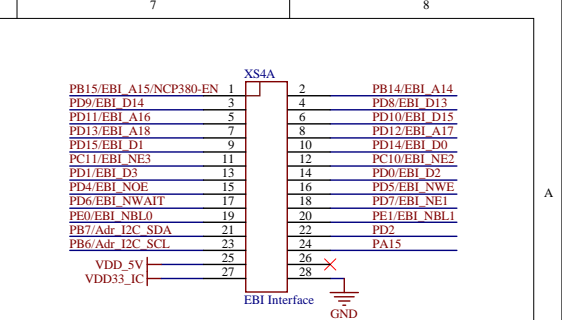 7 8
XS4A
PB15/EBI_A15/NCP380-EN 1 2 PB14/EBI_A14
PD9/EBI_D14 3 4 PD8/EBI_D13
PD11/EBI_A16 5 6 PD10/EBI_D15
PD13/EBI_A18 7 8 PD12/EBI_A17
PD15/EBI_D1 9 10 PD14/EBI_D0
PC11/EBI_NE3 11 12 PC10/EBI_NE2
PD1/EBI_D3 13 14 PD0/EBI_D2
PD4/EBI_NOE 15 16 PD5/EBI_NWE
PD6/EBI_NWAIT 17 18 PD7/EBI_NE1
PE0/EBI_NBL0 19 20 PE1/EBI_NBL1
PB7/Adr_I2C_SDA 21 22 PD2
PB6/Adr_I2C_SCL 23 24 PA15
VDD_5V 25 26
VDD33_IC 27 28
EBI Interface
GND
A